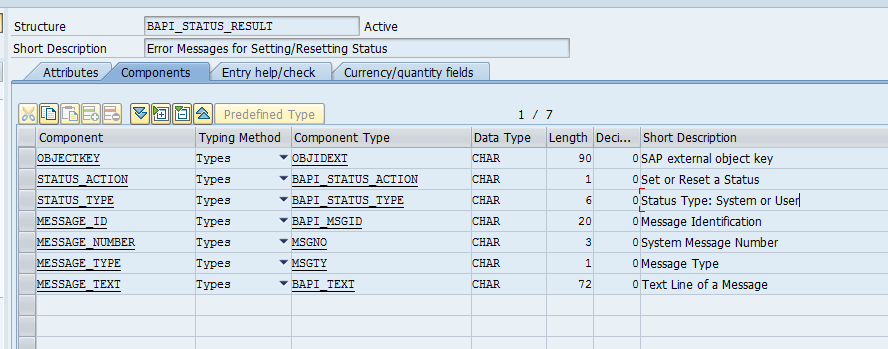 Structure BAPI_STATUS_RESULT Active
Short Description Error Messages for Setting/Resetting Status
Attributes Components Entry help/check Currency/quantity fields
Predefined Type 1 / 7
Component Typing Method Component Type Data Type Length Deci... Short Description
OBJECTKEY Types OBJIDEXT CHAR 90 0 SAP external object key
STATUS_ACTION Types BAPI_STATUS_ACTION CHAR 1 0 Set or Reset a Status
STATUS_TYPE Types BAPI_STATUS_TYPE CHAR 6 0 Status Type: System or User
MESSAGE_ID Types BAPI_MSGID CHAR 20 0 Message Identification
MESSAGE_NUMBER Types MSGNO CHAR 3 0 System Message Number
MESSAGE_TYPE Types MSGTY CHAR 1 0 Message Type
MESSAGE_TEXT Types BAPI_TEXT CHAR 72 0 Text Line of a Message